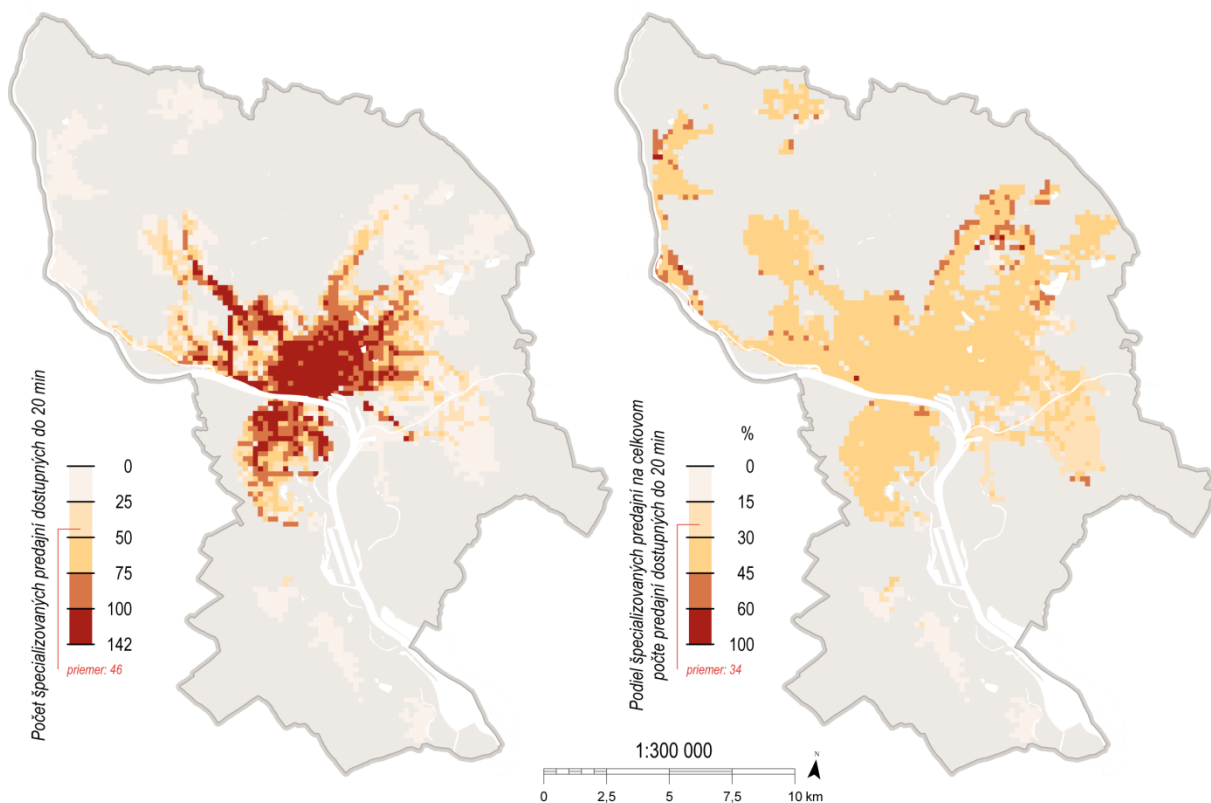 Počet špecializovaných predajní dostupných do 20 min
0
25
50
75
100
142
priemer: 46
Podiel špecializovaných predajní na celkovom
počte predajní dostupných do 20 min
%
0
15
30
45
60
100
priemer: 34
1:300 000
N
0 2,5 5 7,5 10 km